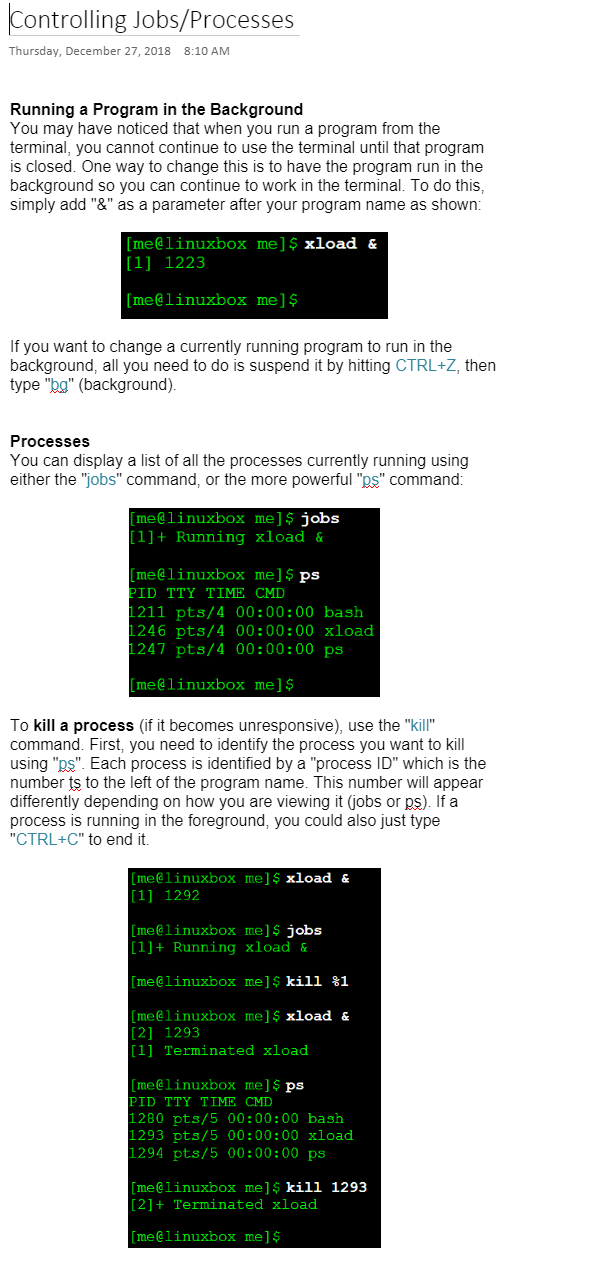 Controlling Jobs/Processes
Thursday, December 27, 2018 8:10 AM
Running a Program in the Background
You may have noticed that when you run a program from the
terminal, you cannot continue to use the terminal until that program
is closed. One way to change this is to have the program run in the
background so you can continue to work in the terminal. To do this,
simply add "&" as a parameter after your program name as shown:
[me@linuxbox me]$ xload &
[1] 1223
[me@linuxbox me]$
If you want to change a currently running program to run in the
background, all you need to do is suspend it by hitting CTRL+Z, then
type "bg" (background).
Processes
You can display a list of all the processes currently running using
either the "jobs" command, or the more powerful "ps" command:
[me@linuxbox me]$ jobs
[1]+ Running xload &
[me@linuxbox me]$ ps
PID TTY TIME CMD
1211 pts/4 00:00:00 bash
1246 pts/4 00:00:00 xload
1247 pts/4 00:00:00 ps
[me@linuxbox me]$
To kill a process (if it becomes unresponsive), use the "kill"
command. First, you need to identify the process you want to kill
using "ps". Each process is identified by a "process ID" which is the
number ts to the left of the program name. This number will appear
differently depending on how you are viewing it (jobs or ps). If a
process is running in the foreground, you could also just type
"CTRL+C" to end it.
[me@linuxbox me]$ xload &
[1] 1292
[me@linuxbox me]$ jobs
[1]+ Running xload &
[me@linuxbox me]$ kill %1
[me@linuxbox me]$ xload &
[2] 1293
[1] Terminated xload
[me@linuxbox me]$ ps
PID TTY TIME CMD
1280 pts/5 00:00:00 bash
1293 pts/5 00:00:00 xload
1294 pts/5 00:00:00 ps
[me@linuxbox me]$ kill 1293
[2]+ Terminated xload
[me@linuxbox me]$